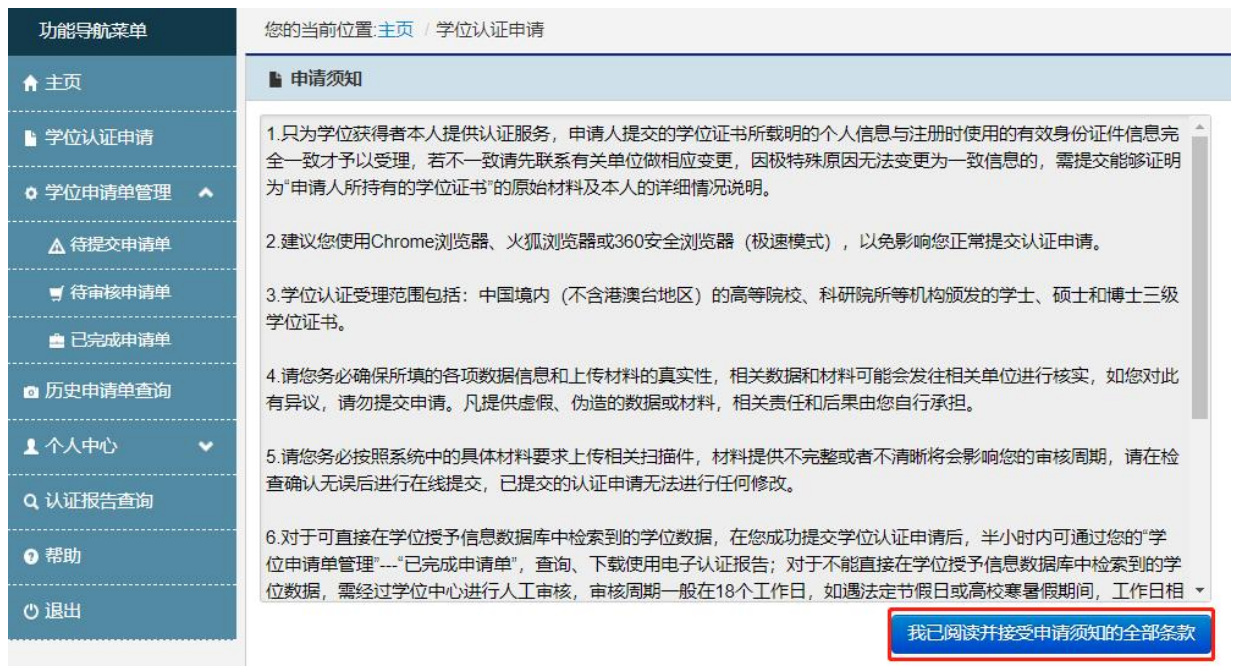 功能导航菜单
您的当前位置:主页 / 学位认证申请
主页
学位认证申请
学位申请单管理
待提交申请单
待审核申请单
已完成申请单
历史申请单查询
个人中心
认证报告查询
帮助
退出
申请须知
1.只为学位获得者本人提供认证服务，申请人提交的学位证书所载明的个人信息与注册时使用的有效身份证件信息完
全一致才予以受理，若不一致请先联系有关单位做相应变更，因极特殊原因无法变更为一致信息的，需提交能够证明
为“申请人所持有的学位证书”的原始材料及本人的详细情况说明。
2.建议您使用Chrome浏览器、火狐浏览器或360安全浏览器（极速模式），以免影响您正常提交认证申请。
3.学位认证受理范围包括：中国境内（不含港澳台地区）的高等院校、科研院所等机构颁发的学士、硕士和博士三级
学位证书。
4.请您务必确保所填的各项数据信息和上传材料的真实性，相关数据和材料可能会发往相关单位进行核实，如您对此
有异议，请勿提交申请。凡提供虚假、伪造的数据或材料，相关责任和后果由您自行承担。
5.请您务必按照系统中的具体材料要求上传相关扫描件，材料提供不完整或者不清晰将会影响您的审核周期，请在检
查确认无误后进行在线提交，已提交的认证申请无法进行任何修改。
6.对于可直接在学位授予信息数据库中检索到的学位数据，在您成功提交学位认证申请后，半小时内可通过您的“学
位申请单管理”---“已完成申请单”，查询、下载使用电子认证报告；对于不能直接在学位授予信息数据库中检索到的学
位数据，需经过学位中心进行人工审核，审核周期一般在18个工作日，如遇法定节假日或高校寒暑假期间，工作日相
我已阅读并接受申请须知的全部条款